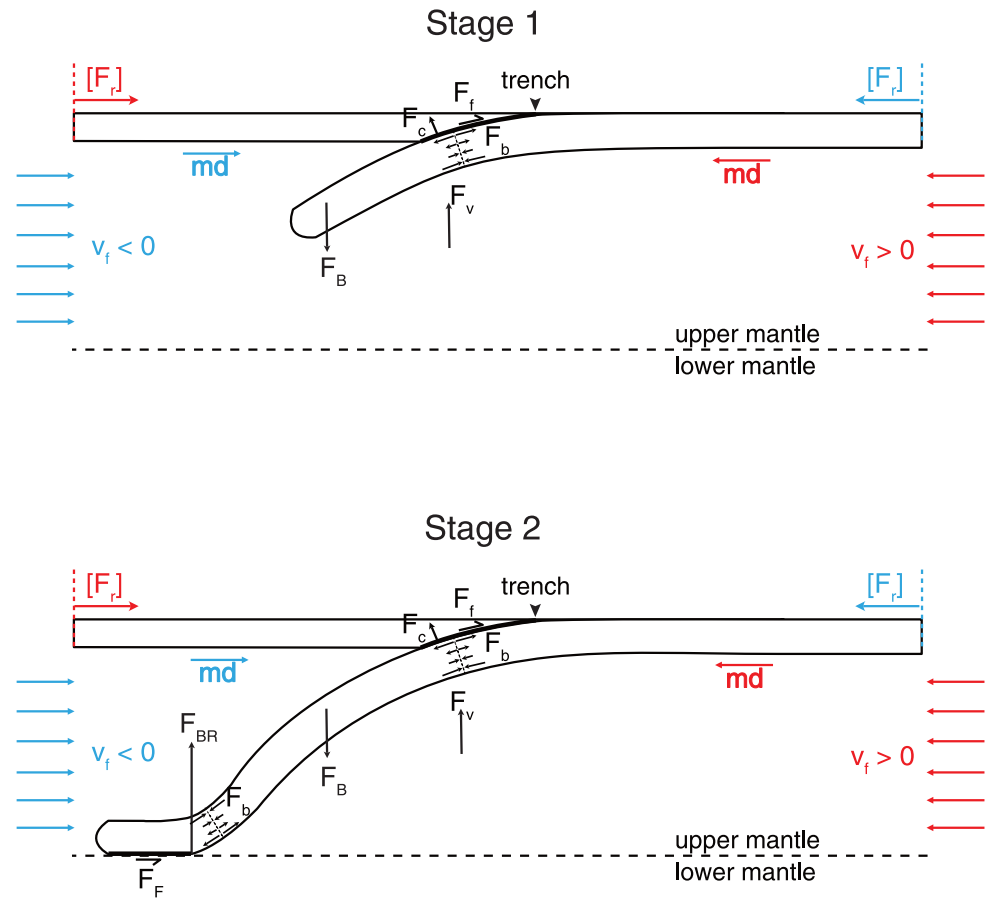 Stage 1
[Fr] trench [Fr]
Ff
Fc Fb
md md
Fv
vf < 0 vf > 0
FB
upper mantle
lower mantle
Stage 2
[Fr] trench [Fr]
Ff
Fc Fb
md md
Fv
FBR
vf < 0 vf > 0
FB
Fb
upper mantle
lower mantle
FF